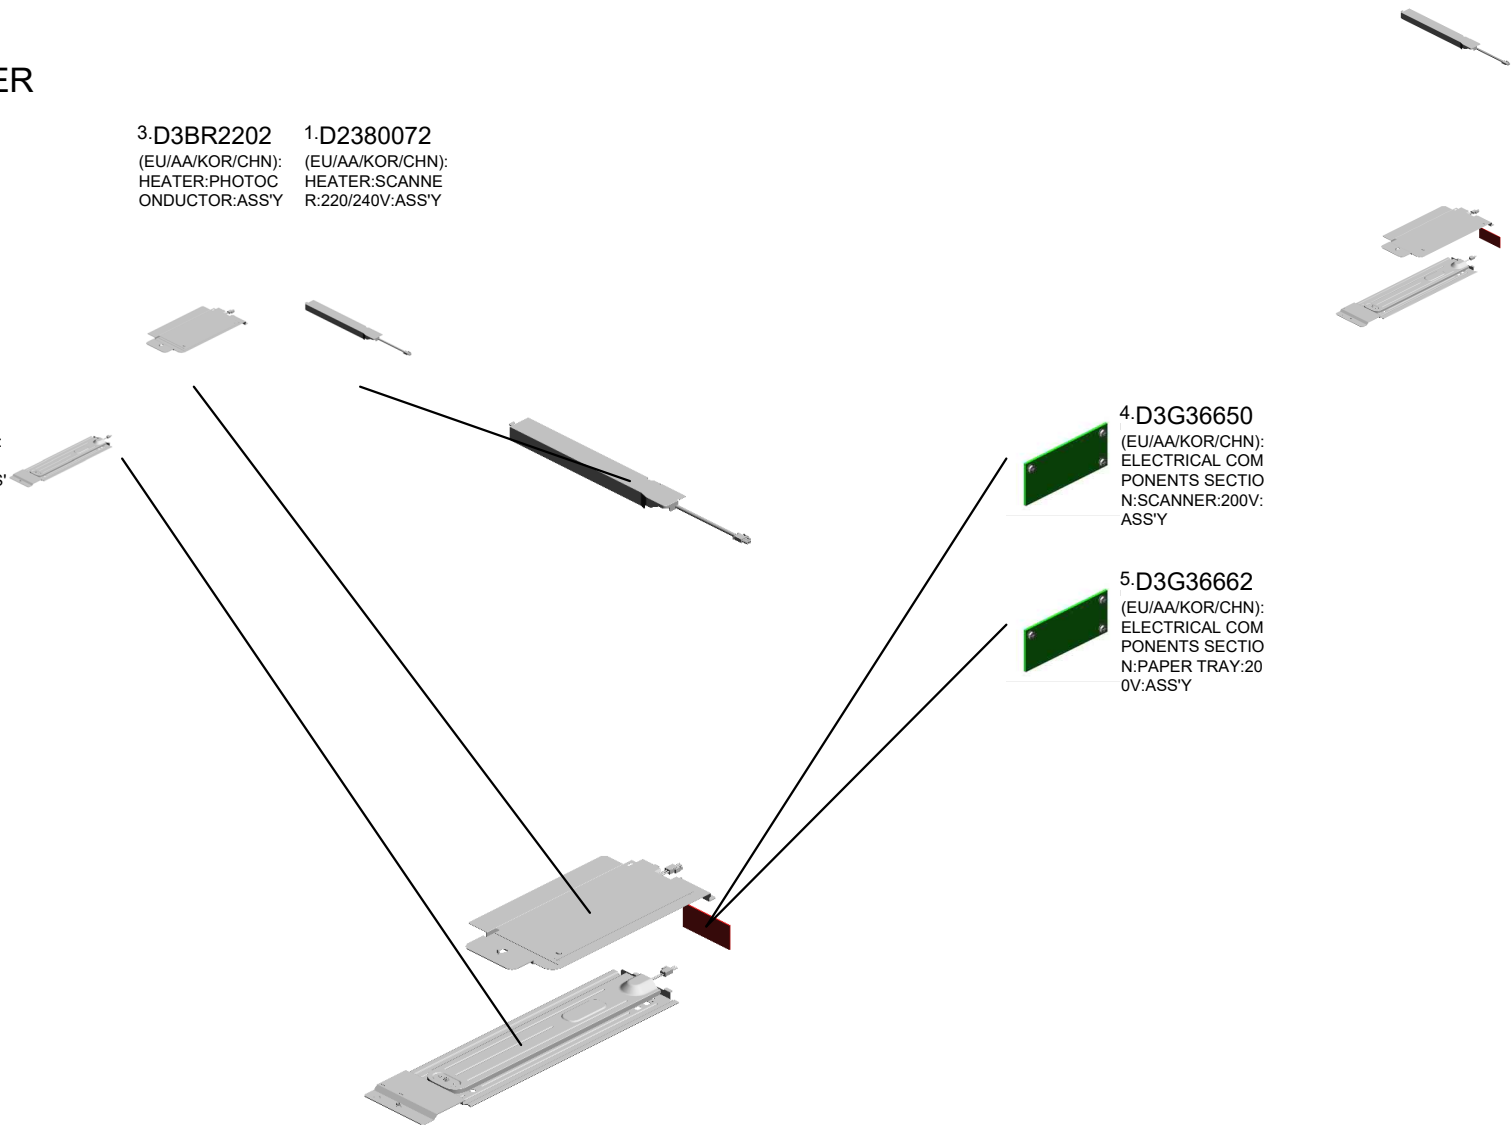 ER
3.D3BR2202
(EU/AA/KOR/CHN):
HEATER:PHOTOC
ONDUCTOR:ASS'Y
1.D2380072
(EU/AA/KOR/CHN):
HEATER:SCANNE
R:220/240V:ASS'Y
4.D3G36650
(EU/AA/KOR/CHN):
ELECTRICAL COM
PONENTS SECTIO
N:SCANNER:200V:
ASS'Y
5.D3G36662
(EU/AA/KOR/CHN):
ELECTRICAL COM
PONENTS SECTIO
N:PAPER TRAY:20
0V:ASS'Y